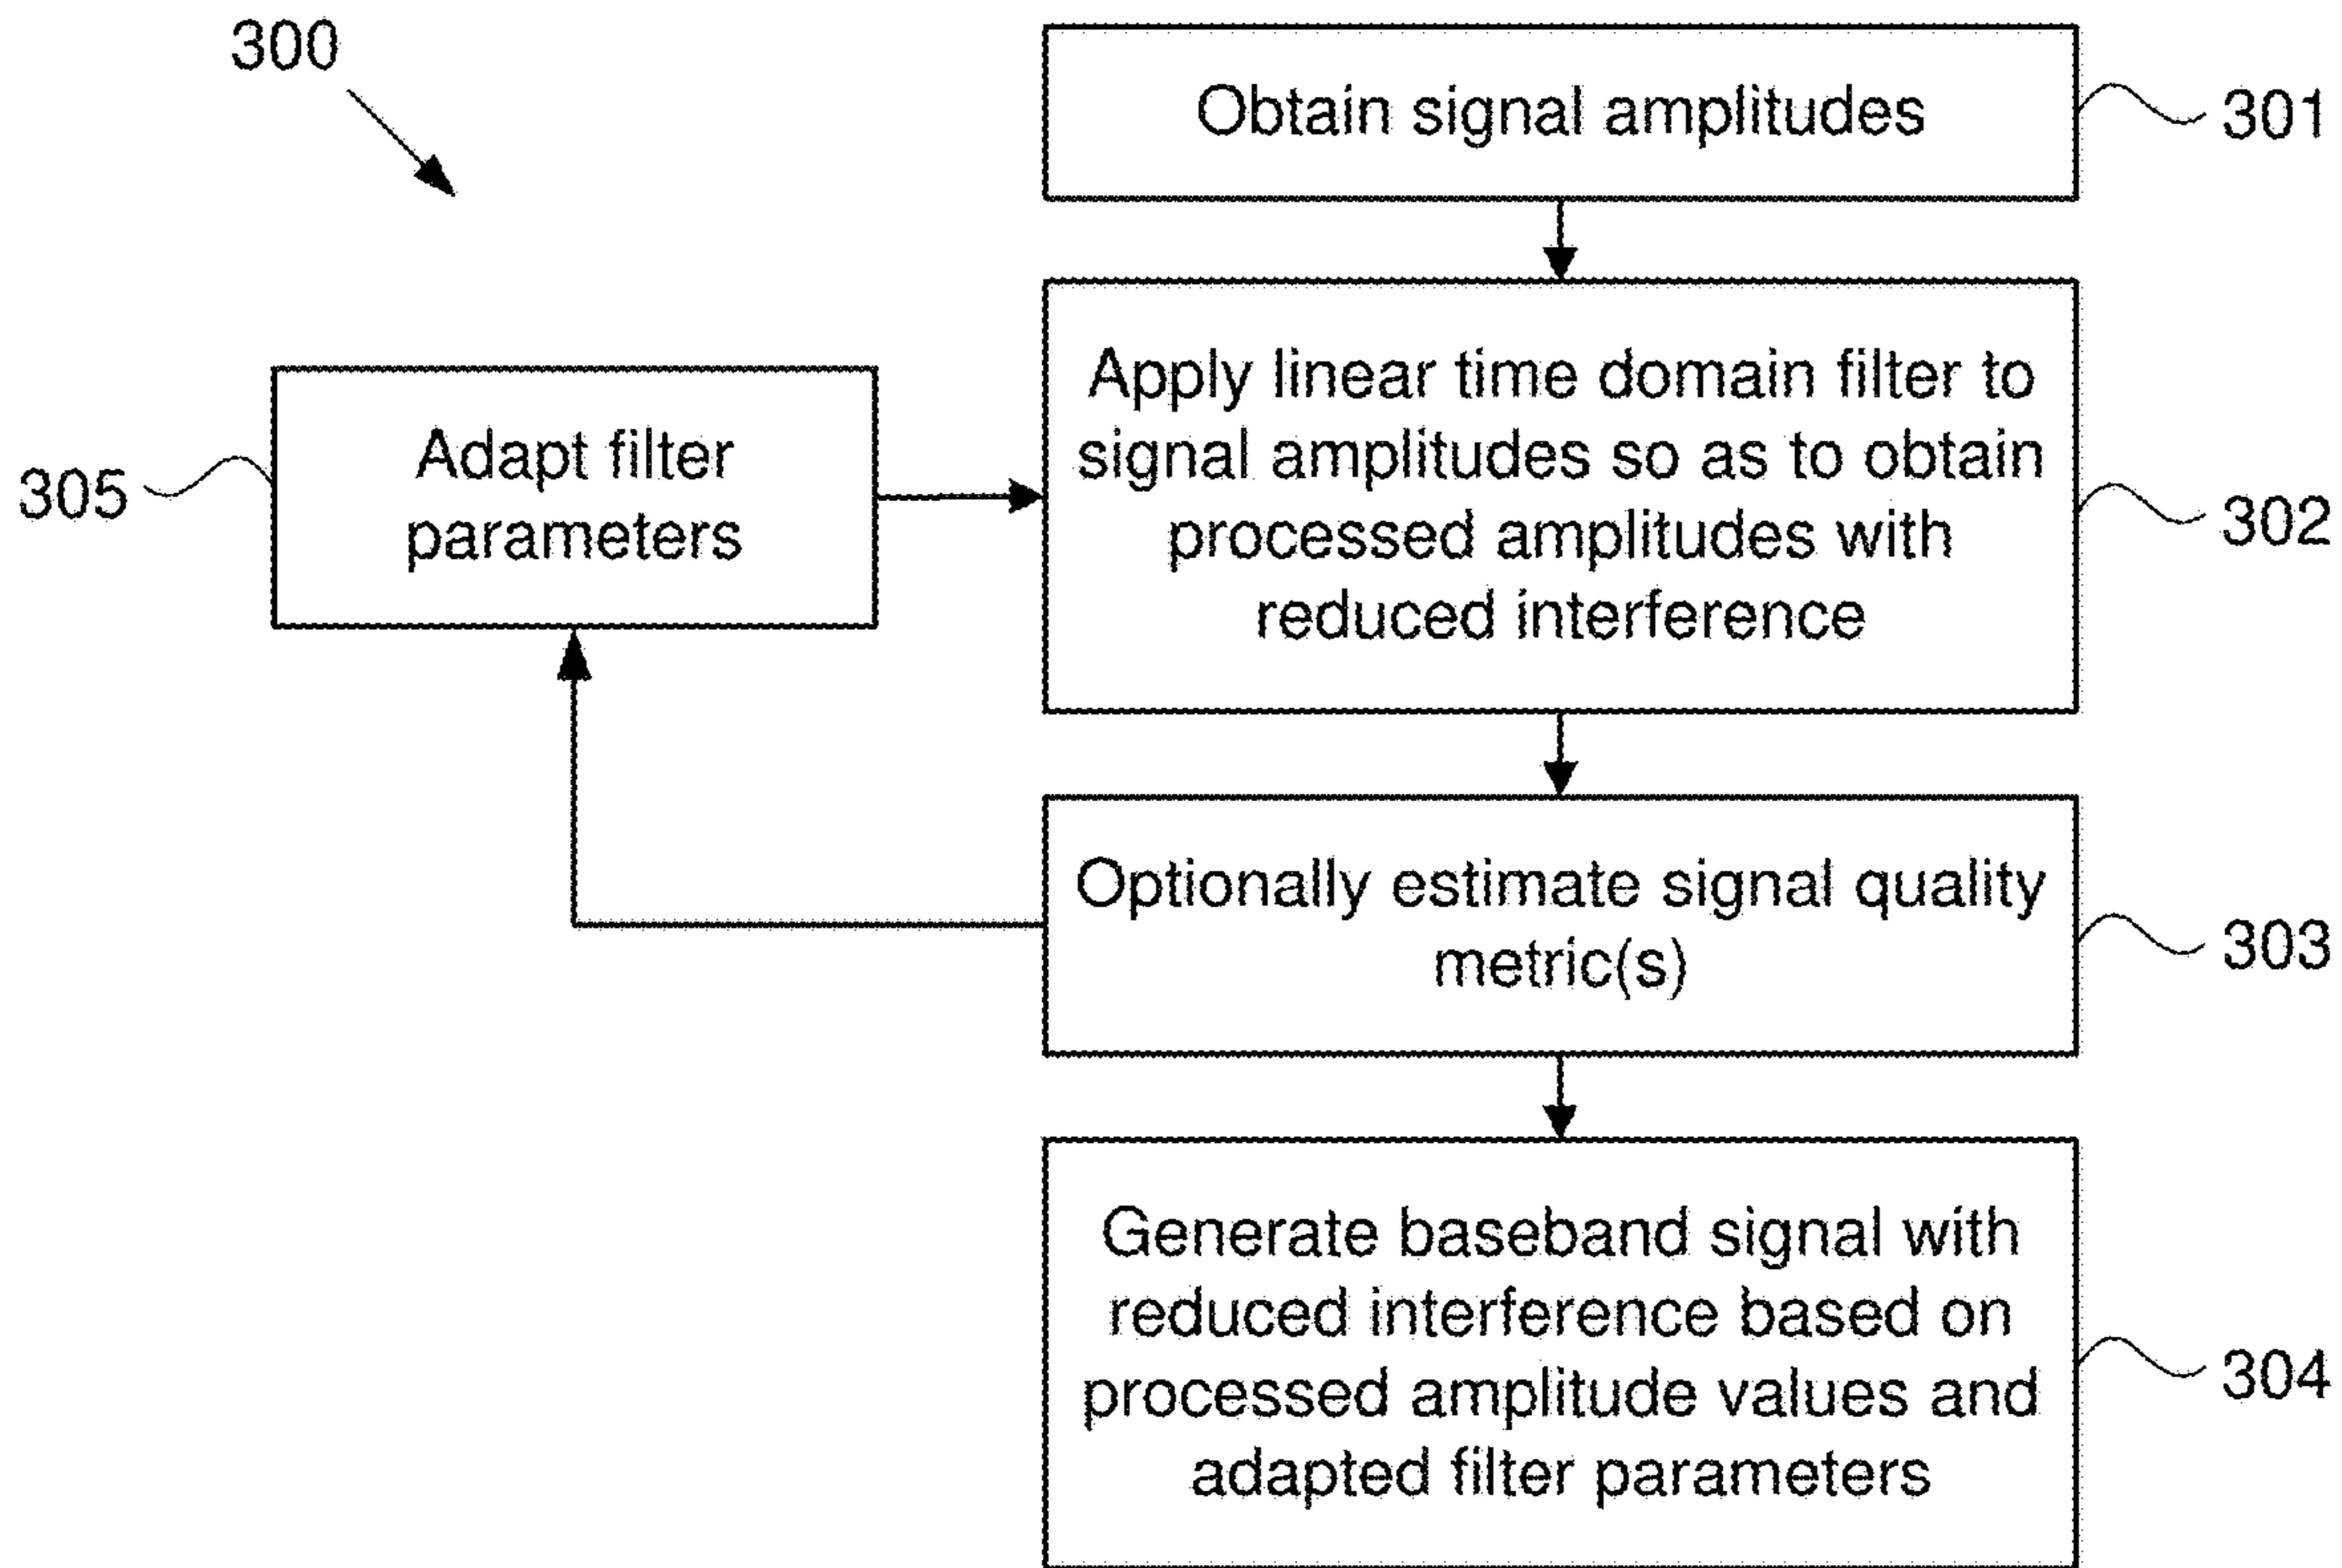 300
Obtain signal amplitudes
301
Apply linear time domain filter to
signal amplitudes so as to obtain
processed amplitudes with
reduced interference
302
Adapt filter
parameters
305
Optionally estimate signal quality
metric(s)
303
Generate baseband signal with
reduced interference based on
processed amplitude values and
adapted filter parameters
304